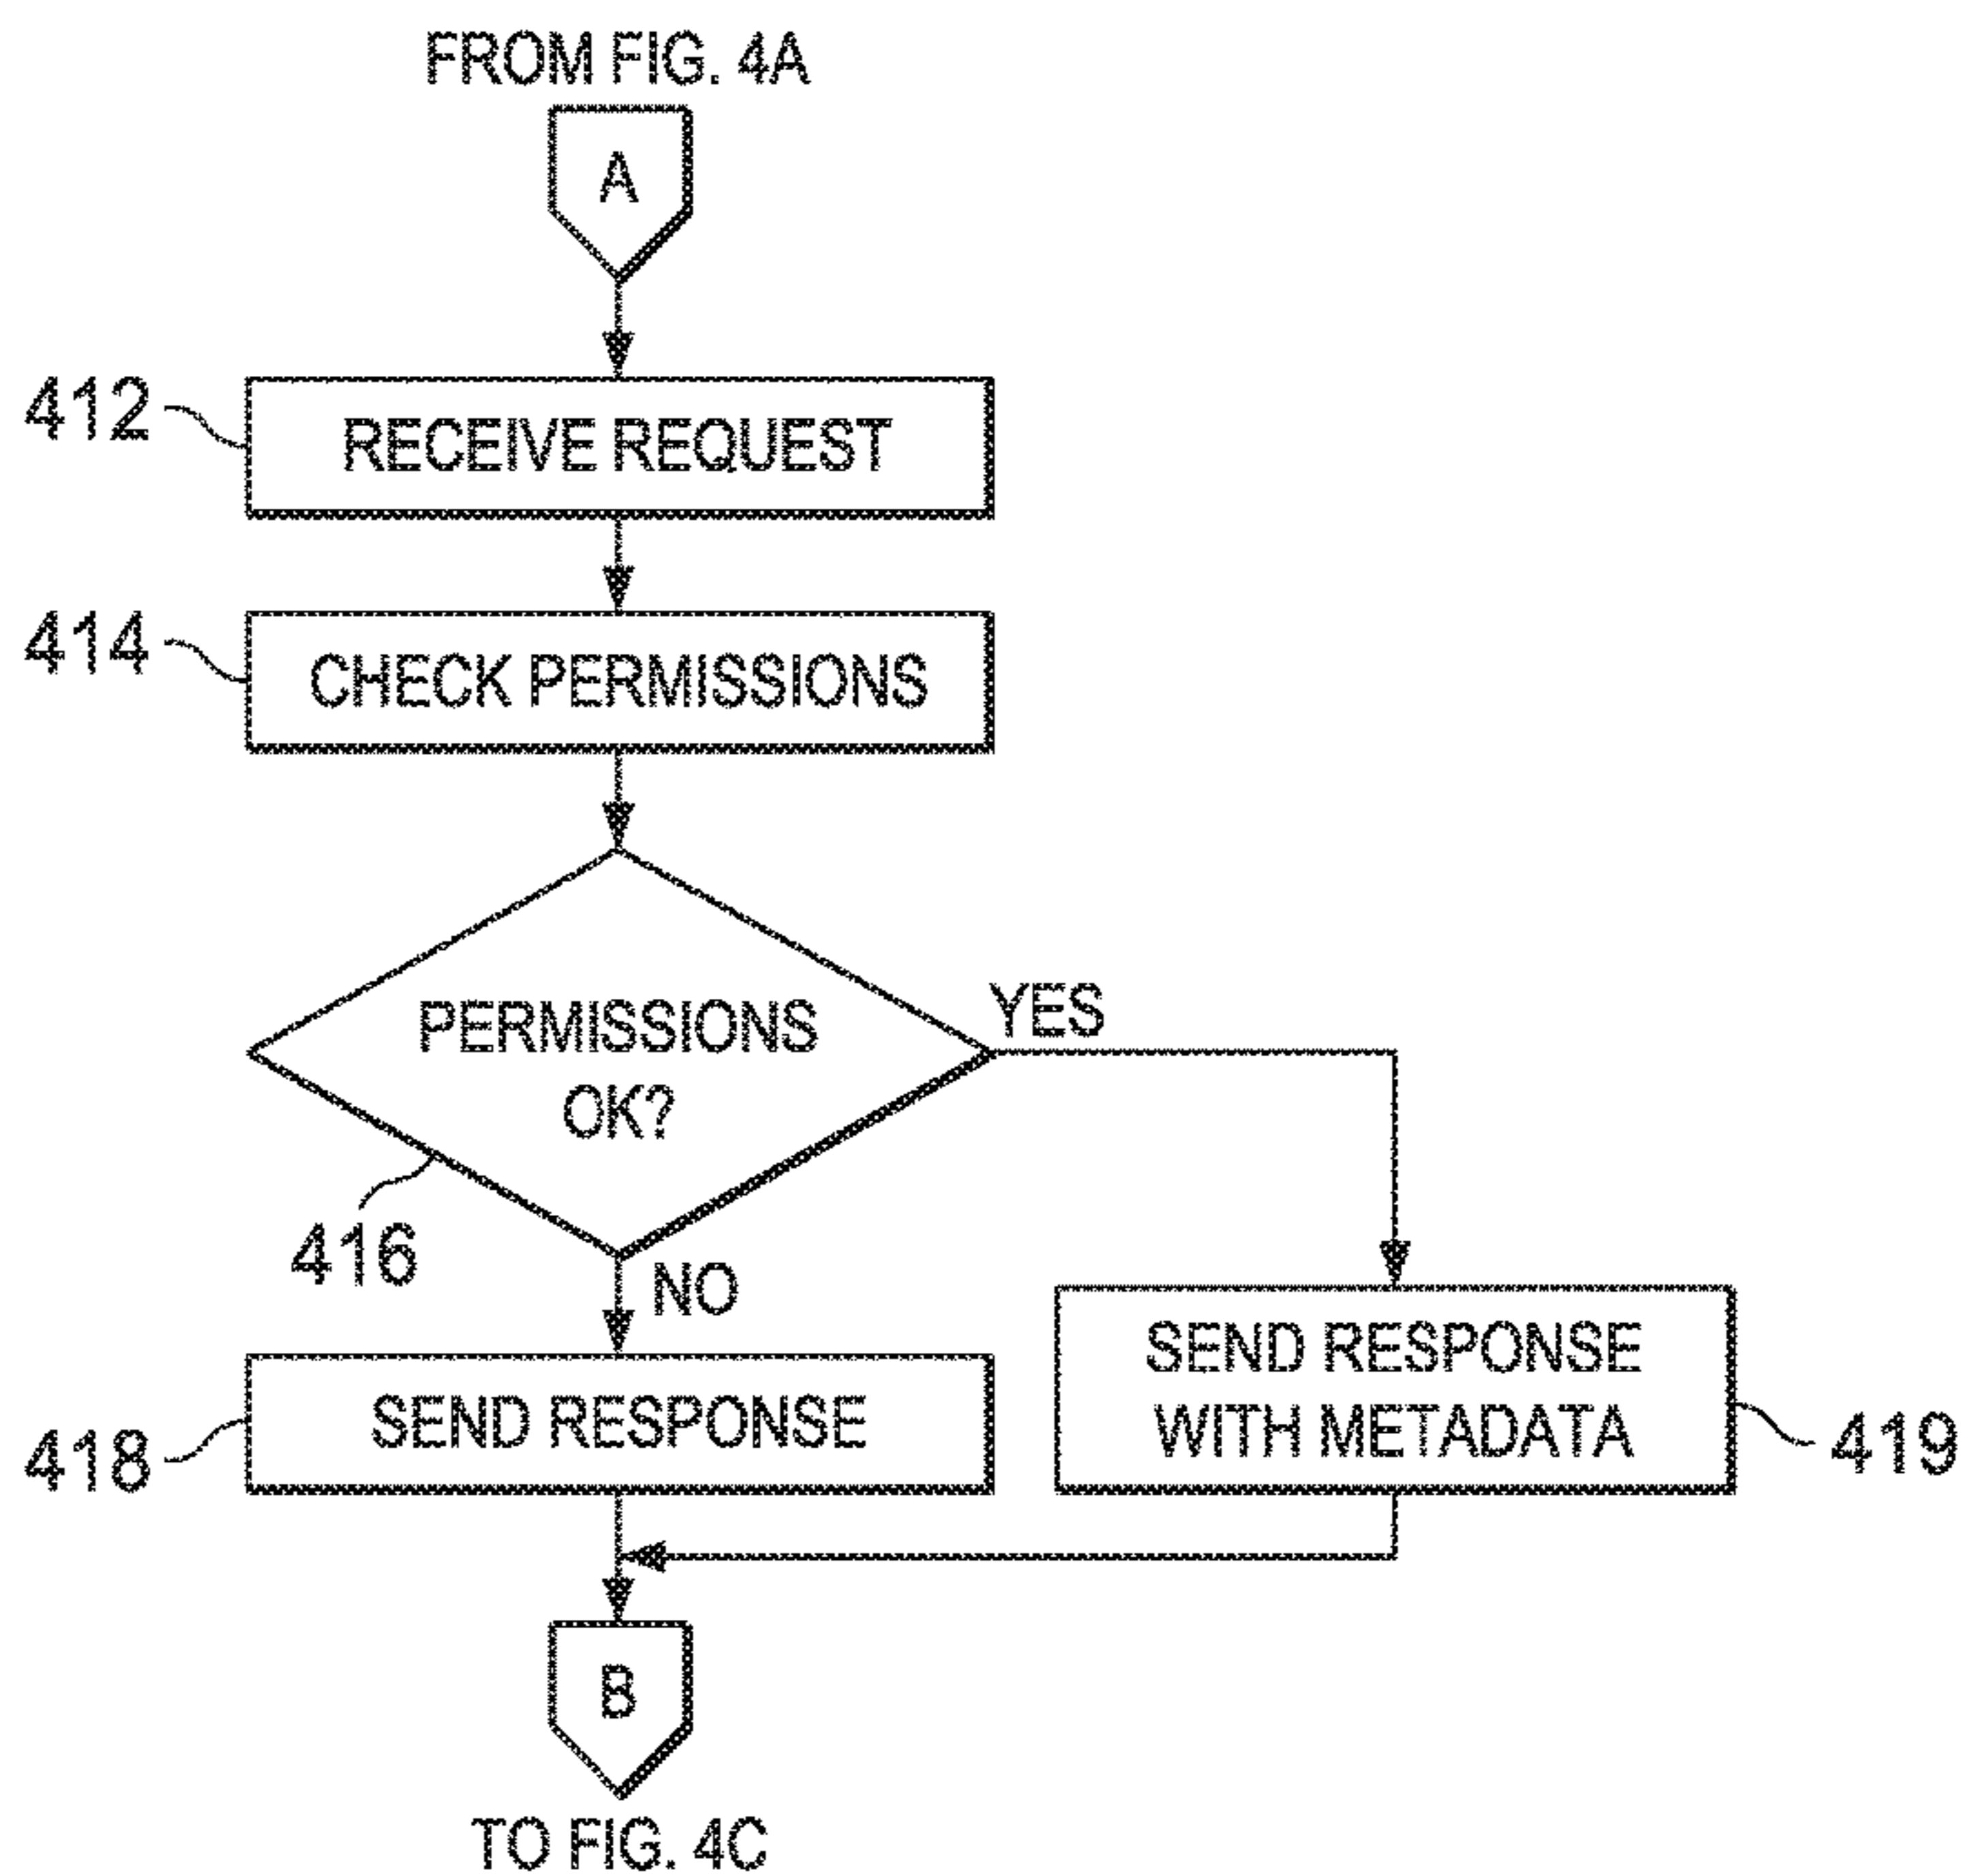 FROM FIG. 4A
A
412
RECEIVE REQUEST
414
CHECK PERMISSIONS
PERMISSIONS
OK?
YES
416
NO
418
SEND RESPONSE
SEND RESPONSE
WITH METADATA
419
B
TO FIG. 4C